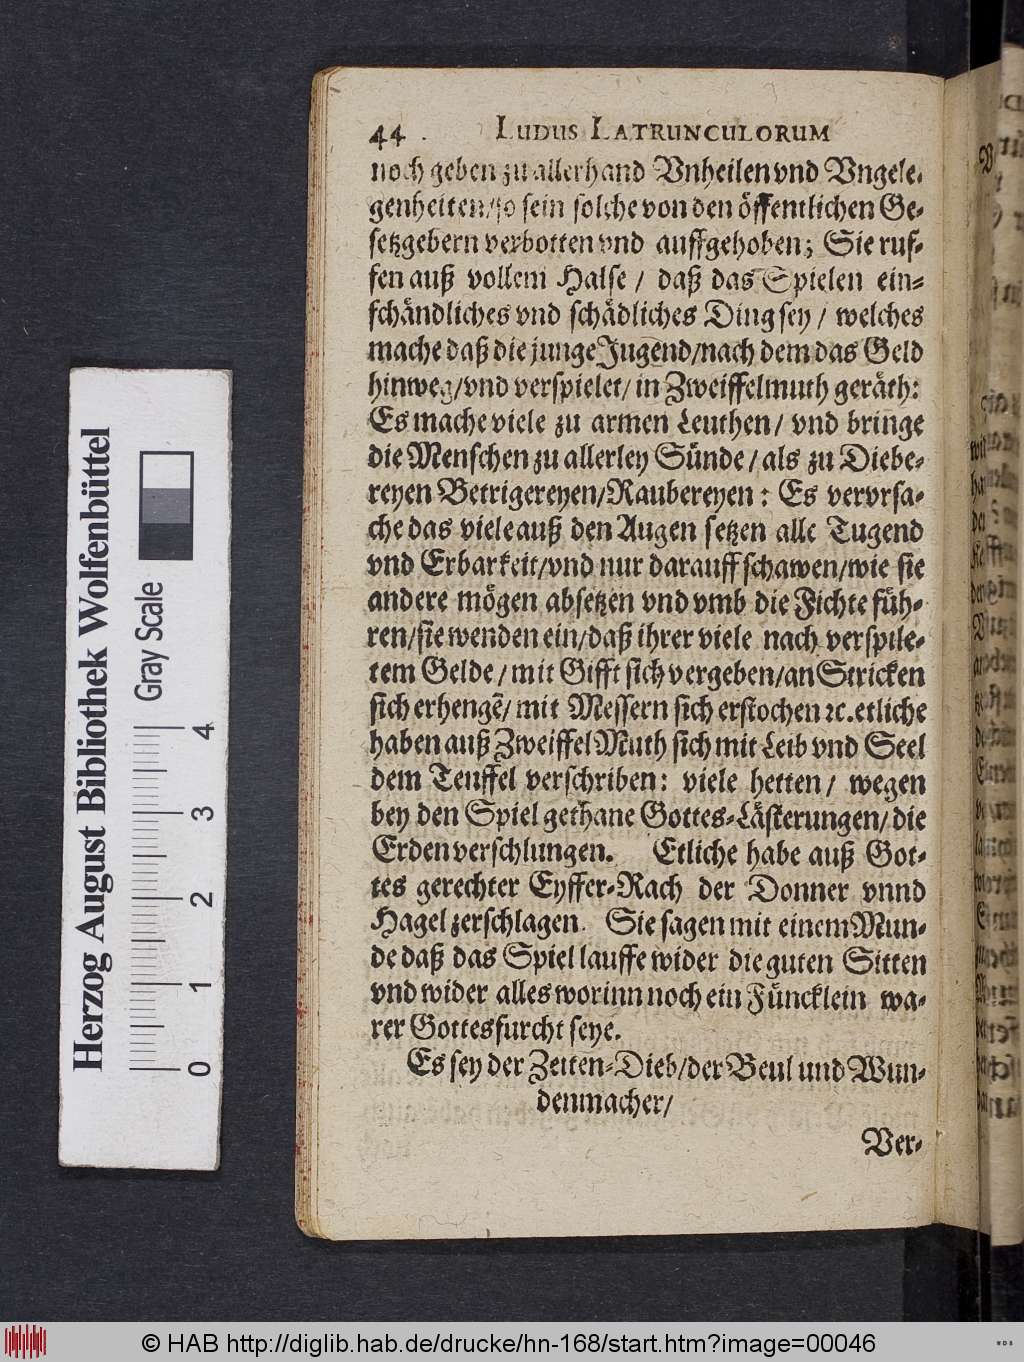 44 . LUDUS LATRUNCULORUM
noch geben zu allerhand Vnheilen vnd Vngele-
genheiten/so sein solche von den öffentlichen Ge-
setzgebern verbotten vnd auffgehoben; Sie ruf-
fen auß vollem Halse / daß das Spielen ein-
schändliches vnd schädliches Ding sey / welches
mache daß die junge Jugend/nach dem das Geld
hinweg/vnd verspielet/ in Zweiffelmuth geräth:
Es mache viele zu armen Leuthen/ vnd bringe
die Menschen zu allerley Sünde / als zu Diebe-
reyen Betrigereyen/Raubereyen : Es vervrsa-
che das viele auß den Augen setzen alle Tugend
vnd Erbarkeit/vnd nur darauff schawen/wie sie
andere mögen absetzen vnd vmb die Fichte füh-
ren/sie wenden ein/daß ihrer viele nach verspile-
tem Gelde / mit Gifft sich vergeben/an Stricken
sich erhengẽ/ mit Messern sich erstochen ꝛc. etliche
haben auß Zweiffel Muth sich mit Leib vnd Seel
dem Teuffel verschriben: viele hetten/ wegen
bey den Spiel gethane Gottes-Lästerungen/ die
Erden verschlungen. Etliche habe auß Got-
tes gerechter Eyffer-Rach der Donner vnnd
Hagel zerschlagen. Sie sagen mit einem Mun-
de daß das Spiel lauffe wider die guten Sitten
vnd wider alles worinn noch ein Füncklein wa-
rer Gottesfurcht seye.
Es sey der Zeiten-Dieb/der Beul und Wun-
denmacher/
Ver-
Herzog August Bibliothek Wolfenbüttel
Gray Scale
0 1 2 3 4
© HAB http://diglib.hab.de/drucke/hn-168/start.htm?image=00046